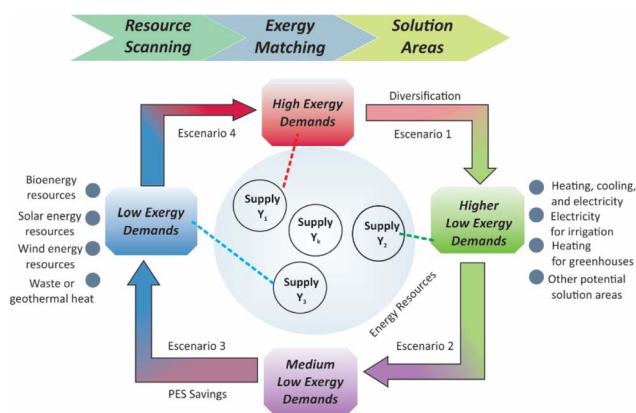 Resource
Scanning
Exergy
Matching
Solution
Areas
High Exergy
Demands
Diversification
Escenario 4
Escenario 1
Bioenergy
resources
Solar energy
resources
Wind energy
resources
Waste or
geothermal heat
Low Exergy
Demands
Supply
Y1
Supply
Yk
Supply
Y2
Supply
Y3
Higher
Low Exergy
Demands
Heating, cooling,
and electricity
Electricity
for irrigation
Heating
for greenhouses
Other potential
solution areas
Energy Resources
Escenario 3
Escenario 2
PES Savings
Medium
Low Exergy
Demands